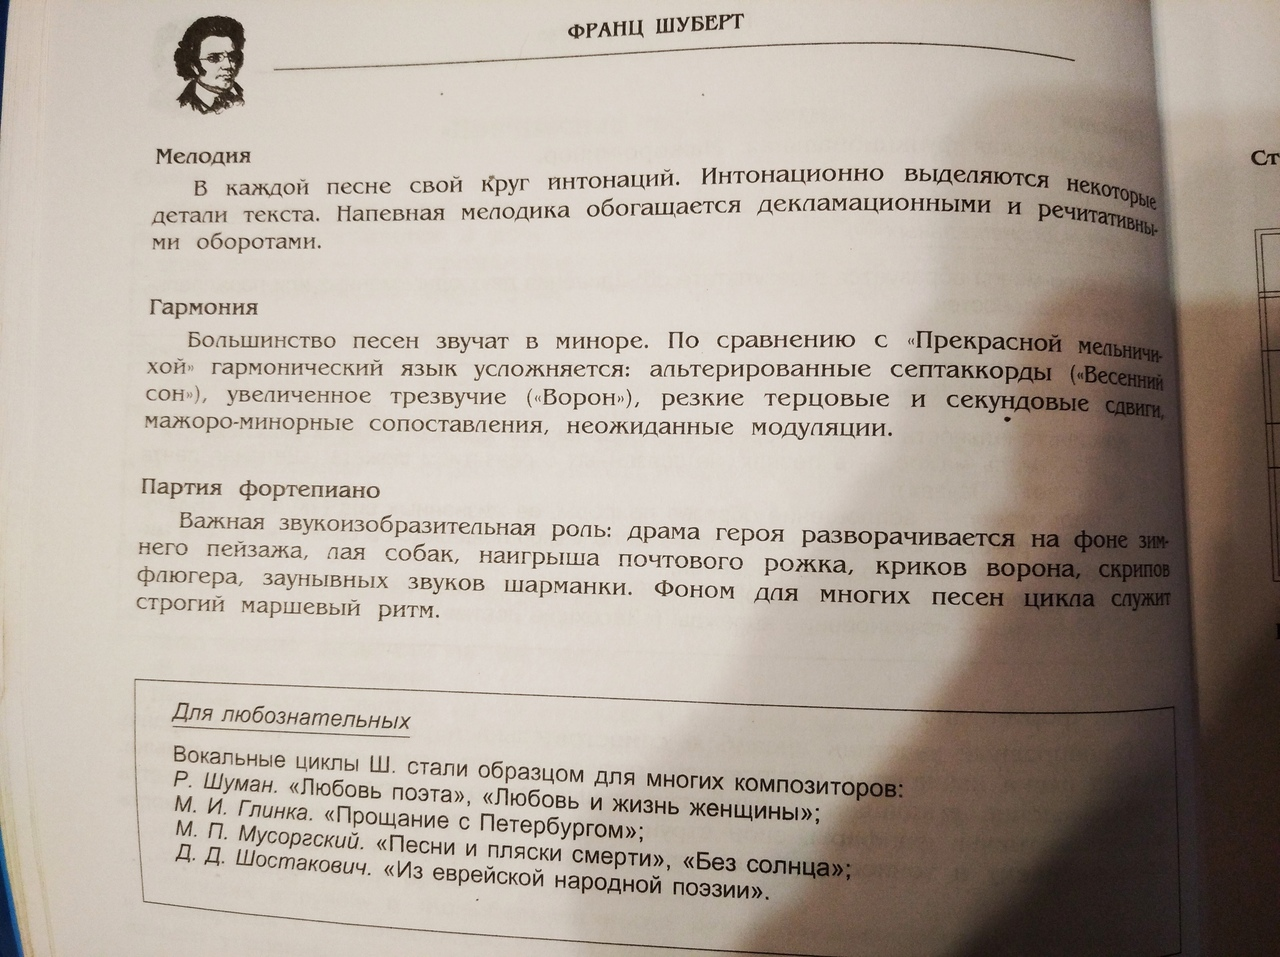 ФРАНЦ ШУБЕРТ
Мелодия
В каждой песне свой круг интонаций. Интонационно выделяются некоторые
детали текста. Напевная мелодика обогащается декламационными и речитативны-
ми оборотами.
Гармония
Большинство песен звучат в миноре. По сравнению с «Прекрасной мельничи-
хой» гармонический язык усложняется: альтерированные септаккорды («Весенний
сон»), увеличенное трезвучие («Ворон»), резкие терцовые и секундовые сдвиги,
мажоро-минорные сопоставления, неожиданные модуляции.
Партия фортепиано
Важная звукоизобразительная роль: драма героя разворачивается на фоне зим-
него пейзажа, лая собак, наигрыша почтового рожка, криков ворона, скрипов
флюгера, заунывных звуков шарманки. Фоном для многих песен цикла служит
строгий маршевый ритм.
Для любознательных
Вокальные циклы Ш. стали образцом для многих композиторов:
Р. Шуман. «Любовь поэта», «Любовь и жизнь женщины»;
М. И. Глинка. «Прощание с Петербургом»;
М. П. Мусоргский. «Песни и пляски смерти», «Без солнца»;
Д. Д. Шостакович. «Из еврейской народной поэзии».